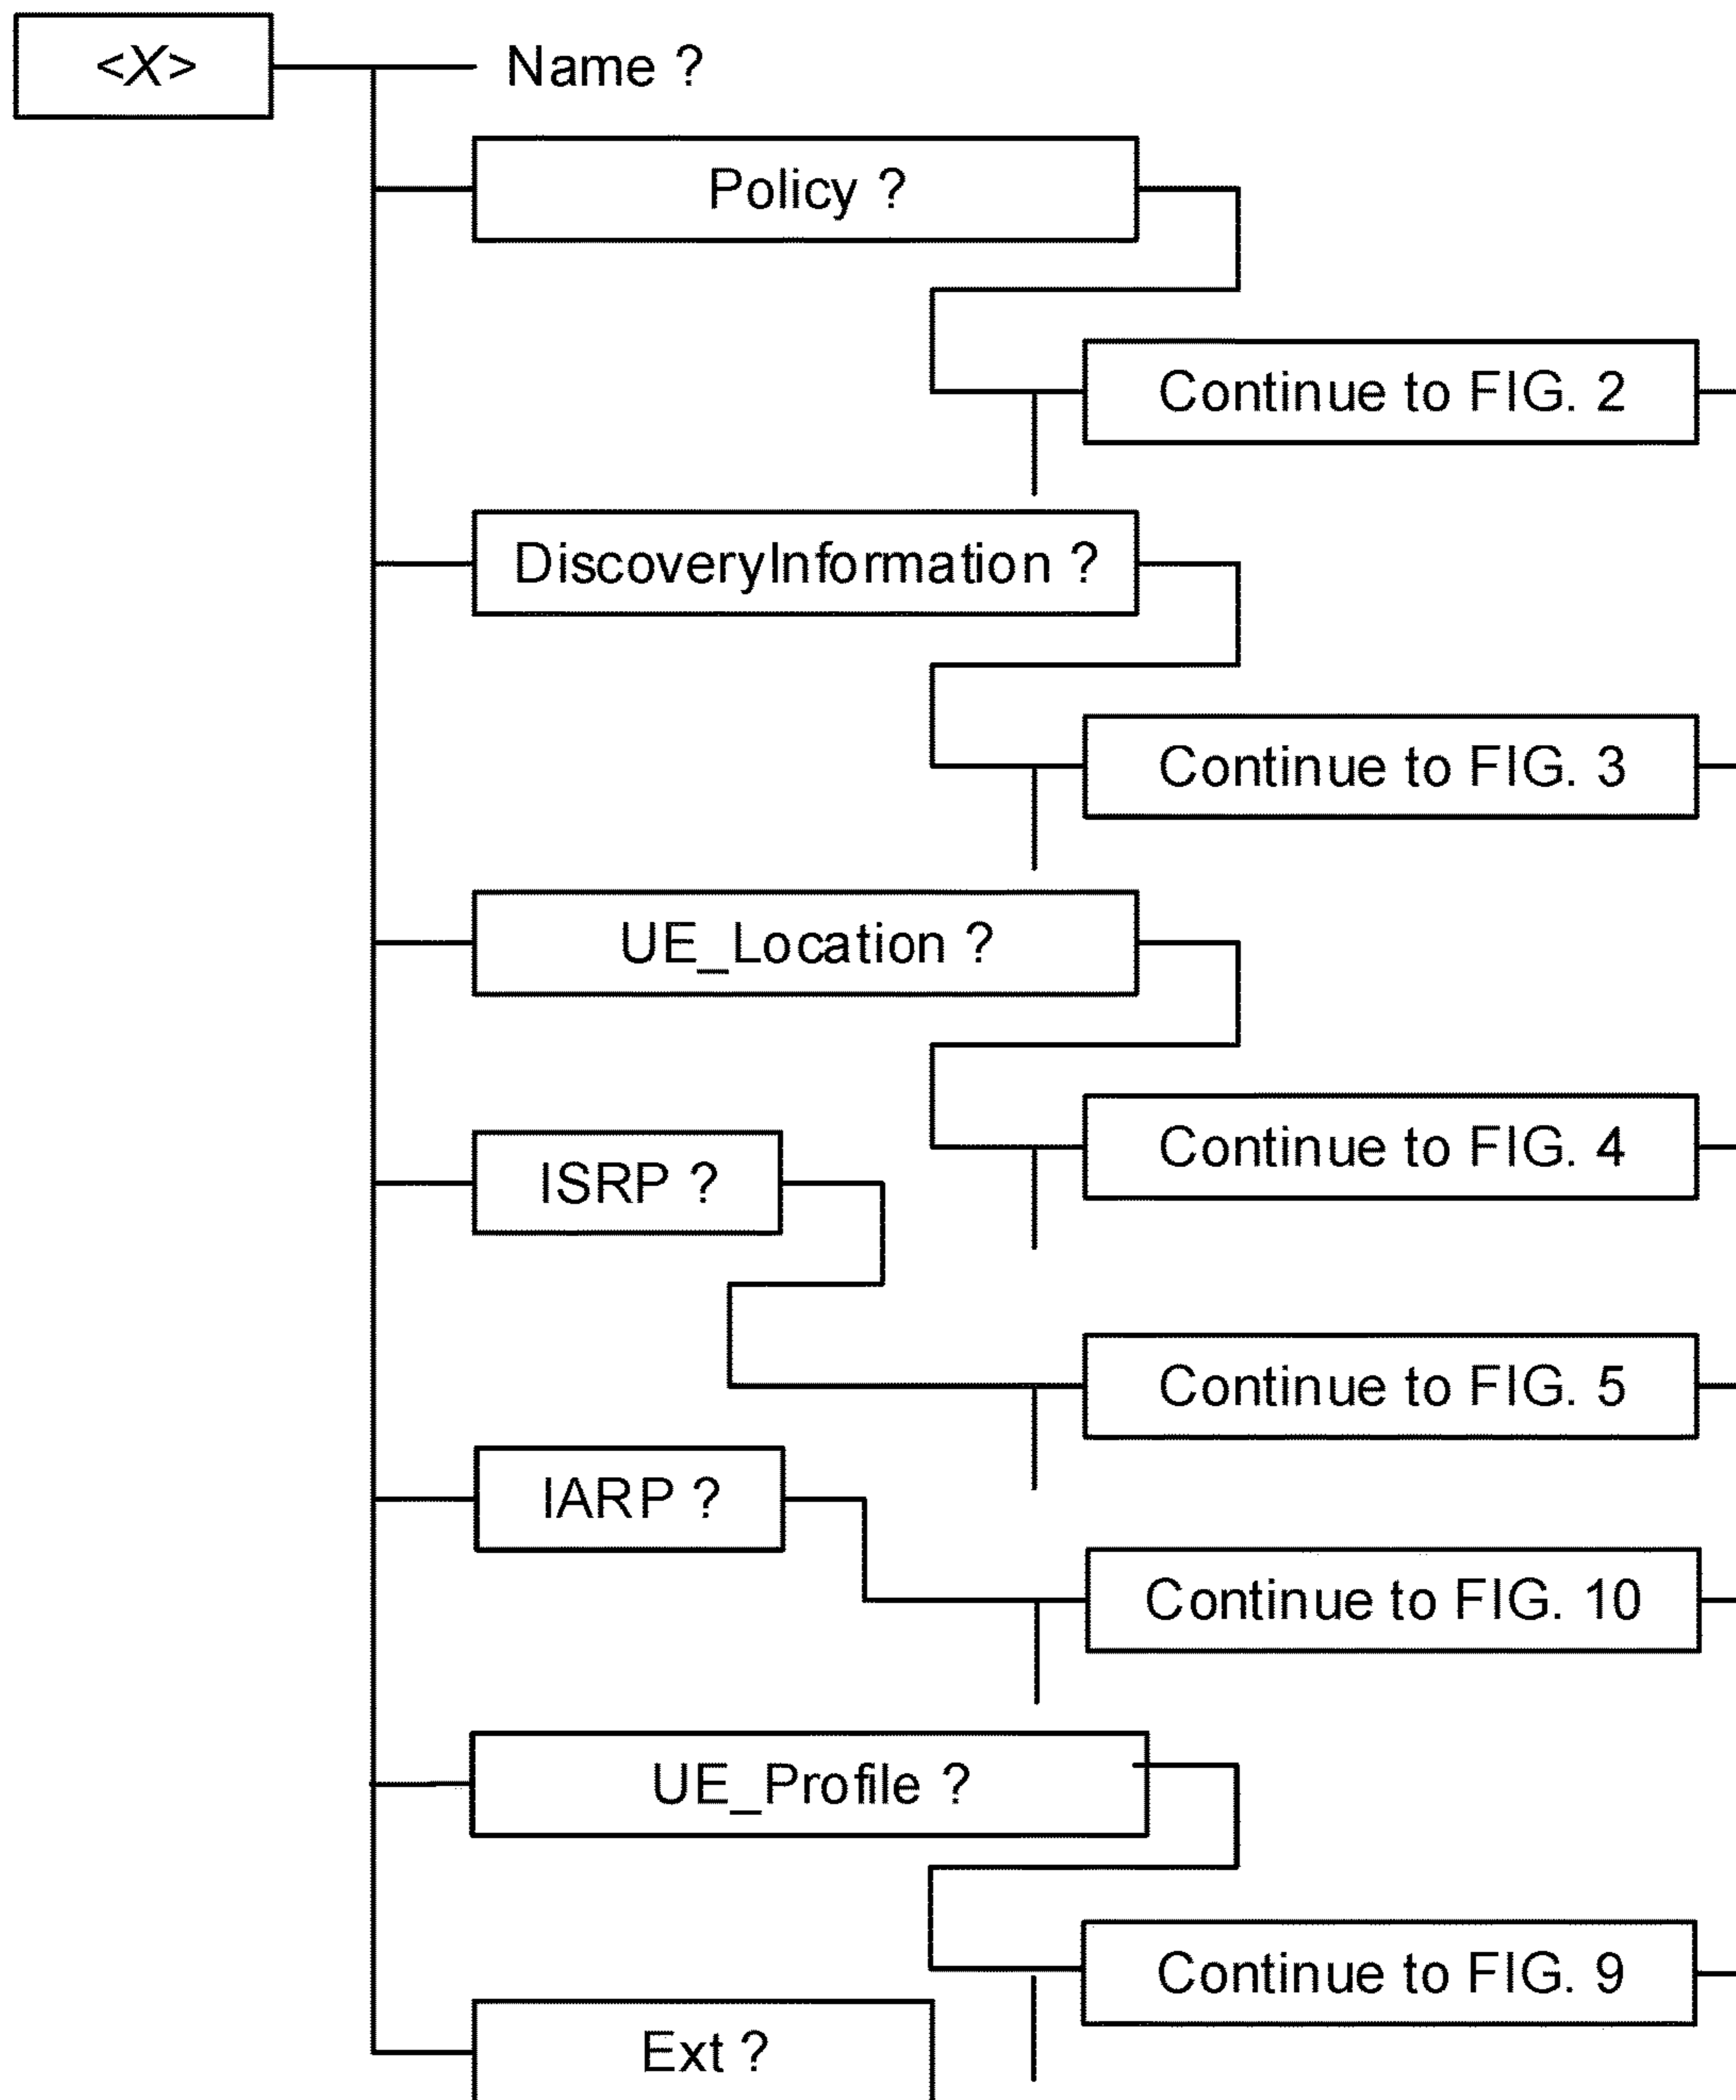 <X>
Name ?
Policy ?
Continue to FIG. 2
DiscoveryInformation ?
Continue to FIG. 3
UE_Location ?
Continue to FIG. 4
ISRP ?
Continue to FIG. 5
IARP ?
Continue to FIG. 10
UE_Profile ?
Continue to FIG. 9
Ext ?